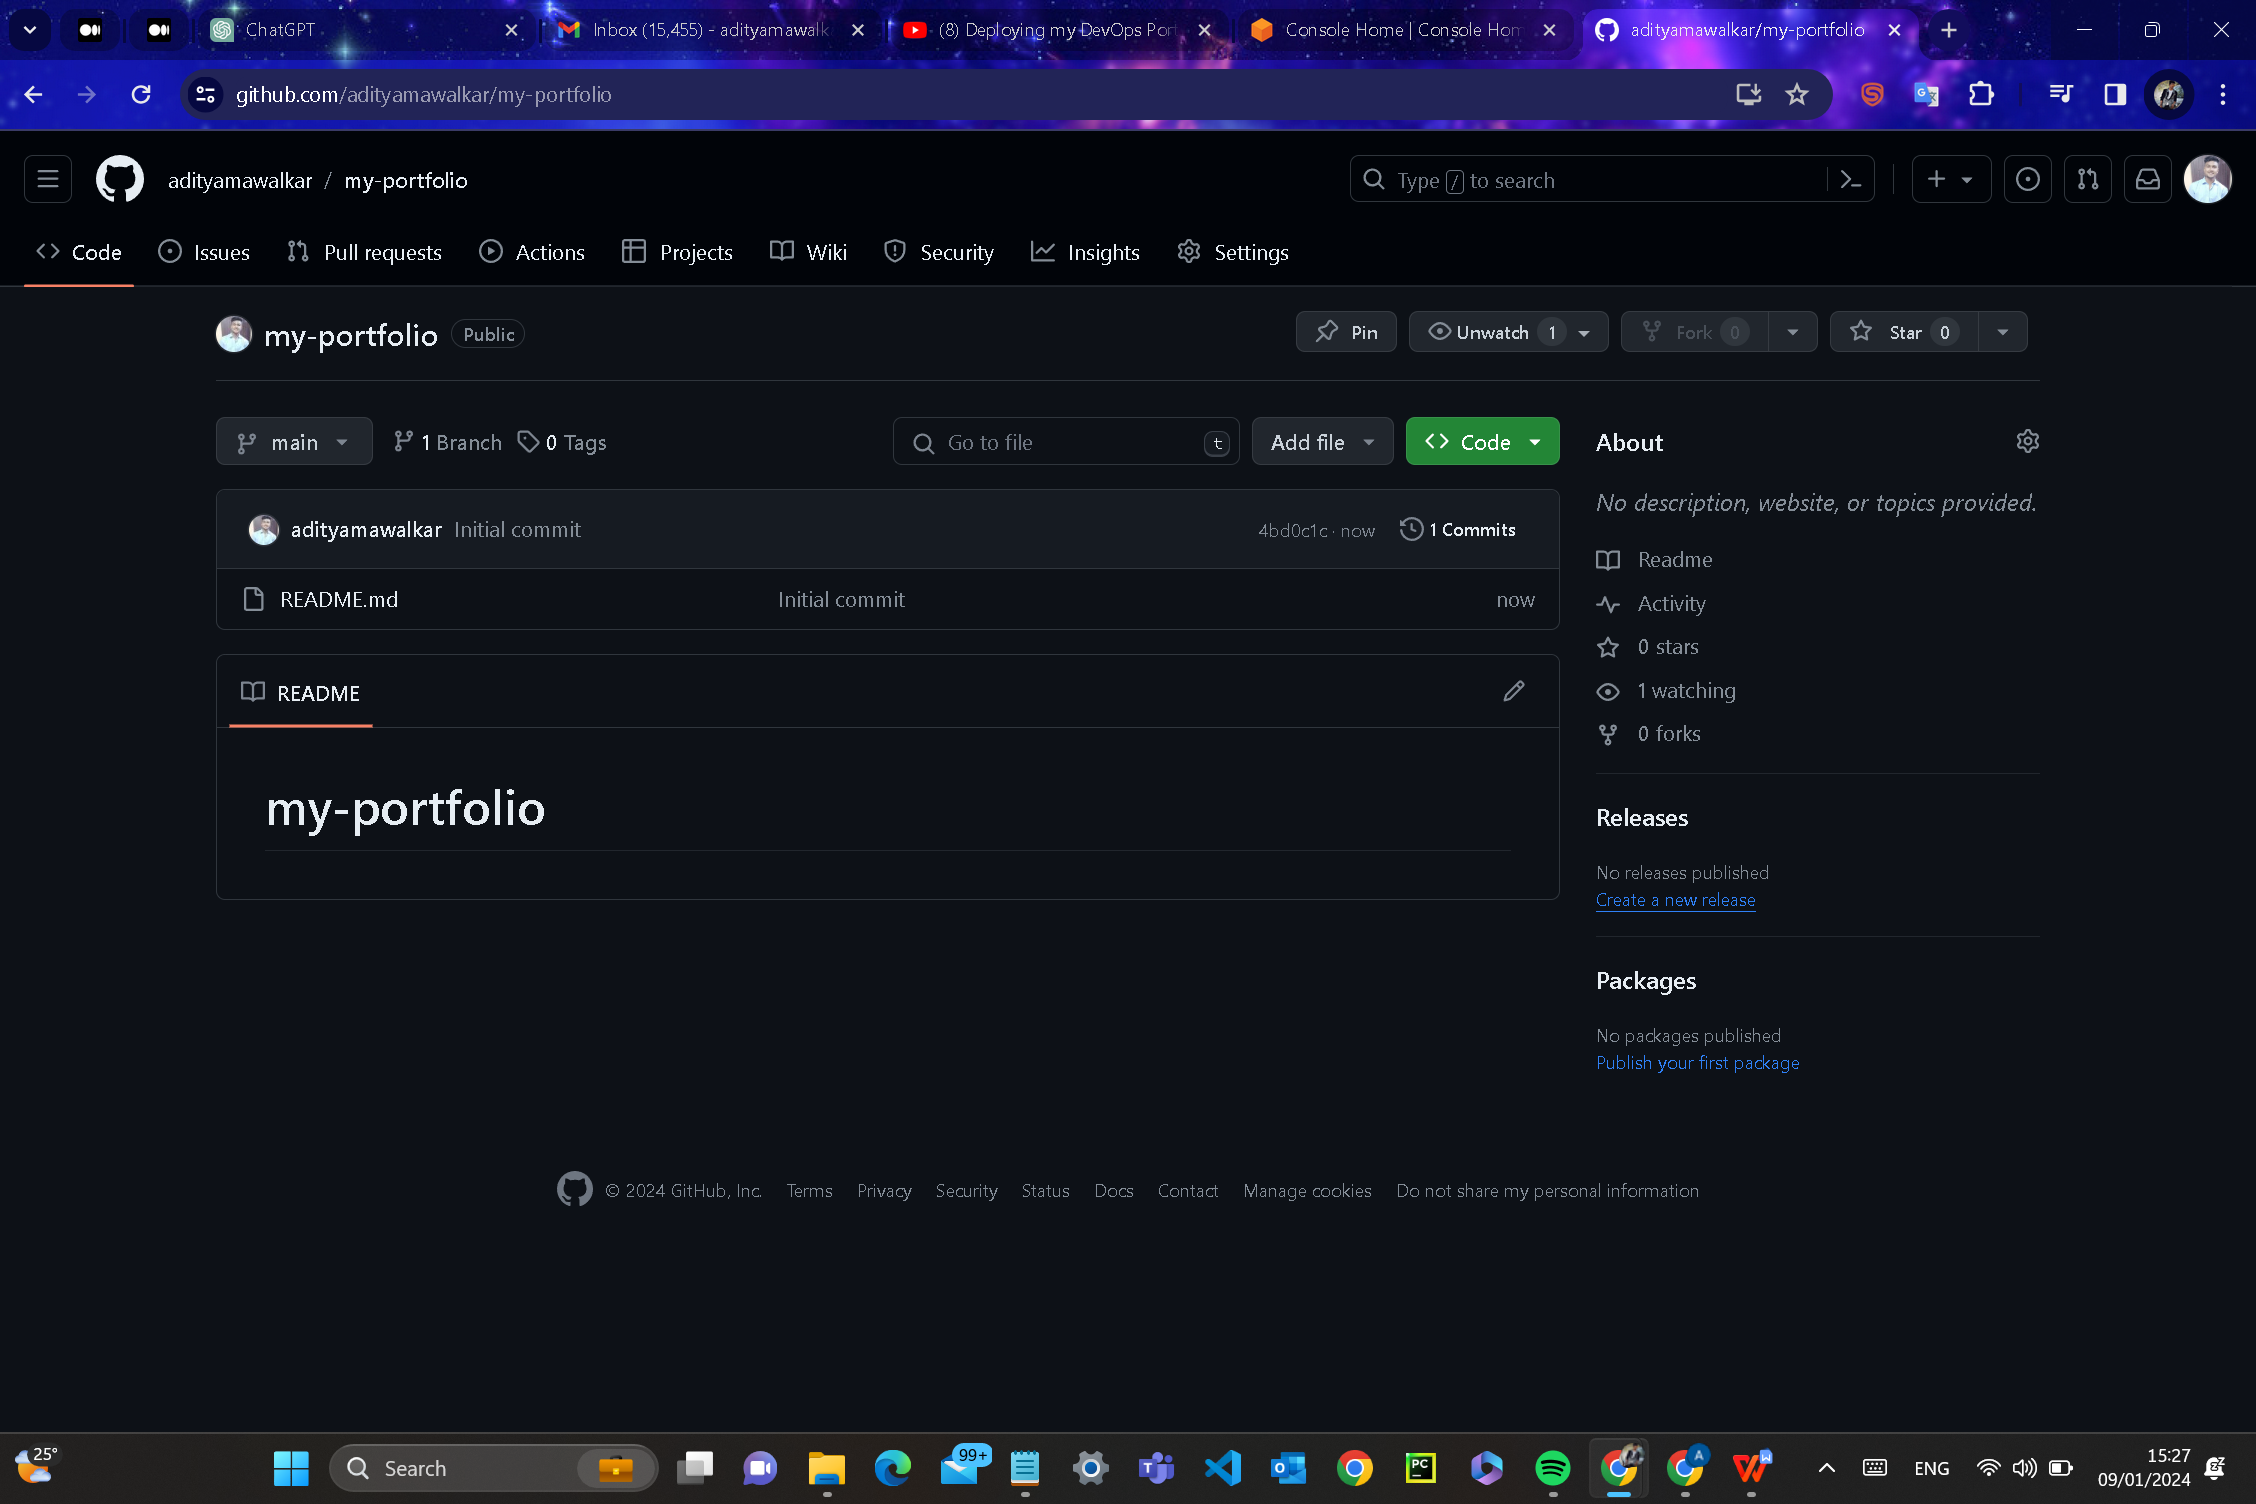 ChatGPT
Inbox (15,455) - adityamawalk
(8) Deploying my DevOps Port
Console Home | Console Hom
adityamawalkar/my-portfolio
github.com/adityamawalkar/my-portfolio
adityamawalkar / my-portfolio
Type / to search
Code
Issues
Pull requests
Actions
Projects
Wiki
Security
Insights
Settings
my-portfolio Public
Pin
Unwatch 1
Fork 0
Star 0
main
1 Branch
0 Tags
Go to file t
Add file
Code
adityamawalkar Initial commit
4bd0c1c · now
1 Commits
README.md
Initial commit
now
README
my-portfolio
About
No description, website, or topics provided.
Readme
Activity
0 stars
1 watching
0 forks
Releases
No releases published
Create a new release
Packages
No packages published
Publish your first package
© 2024 GitHub, Inc.
Terms
Privacy
Security
Status
Docs
Contact
Manage cookies
Do not share my personal information
25°
Search
99+
ENG
15:27
09/01/2024